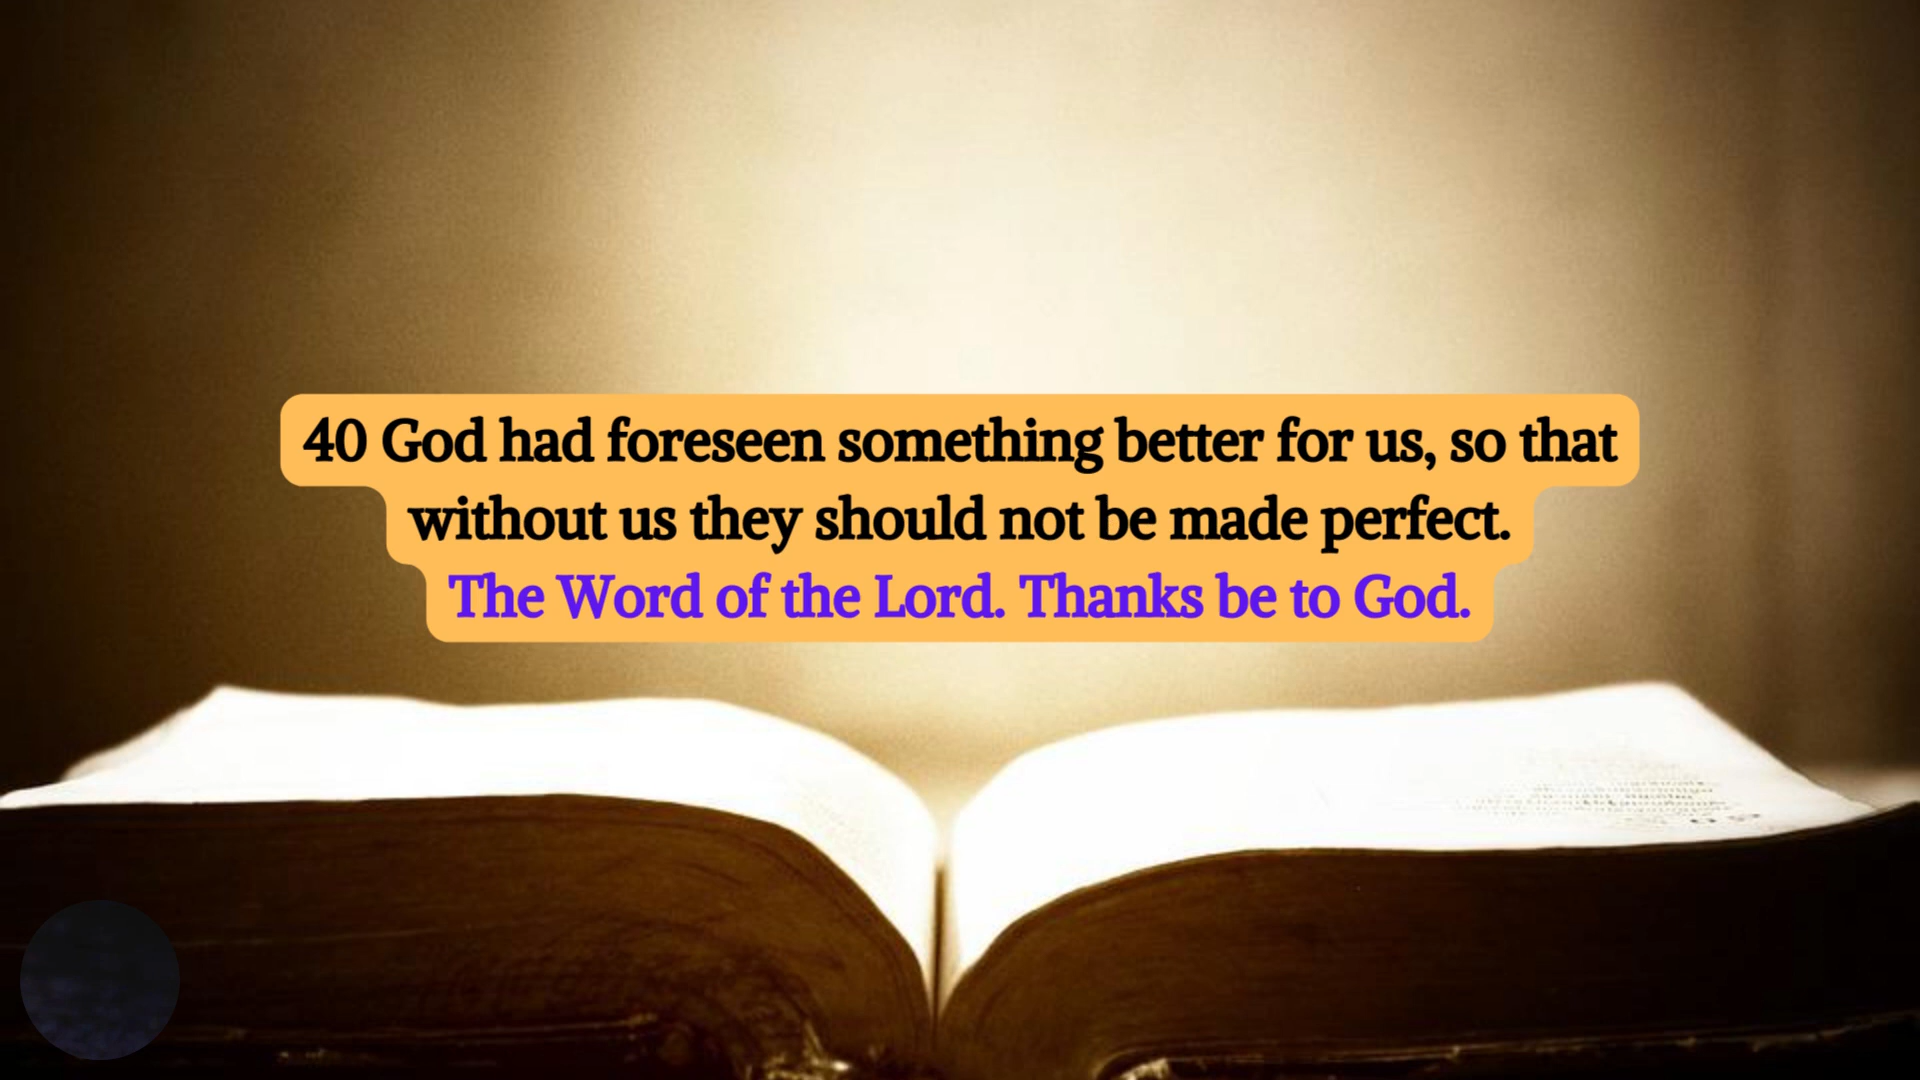 40 God had foreseen something better for us, so that
without us they should not be made perfect.
The Word of the Lord. Thanks be to God.